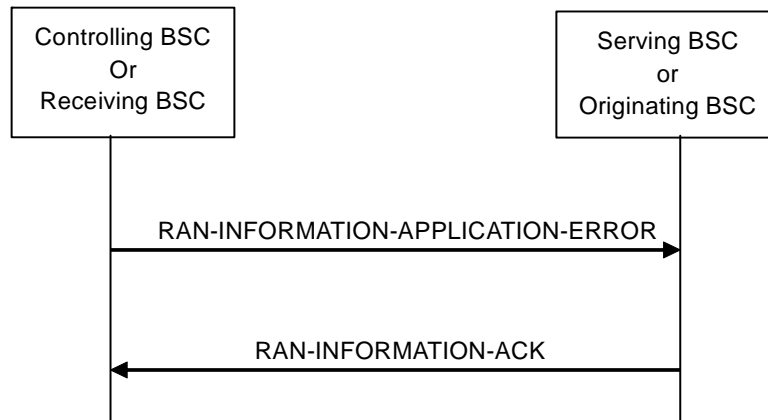 Controlling BSC
Or
Receiving BSC
Serving BSC
or
Originating BSC
RAN-INFORMATION-APPLICATION-ERROR
RAN-INFORMATION-ACK